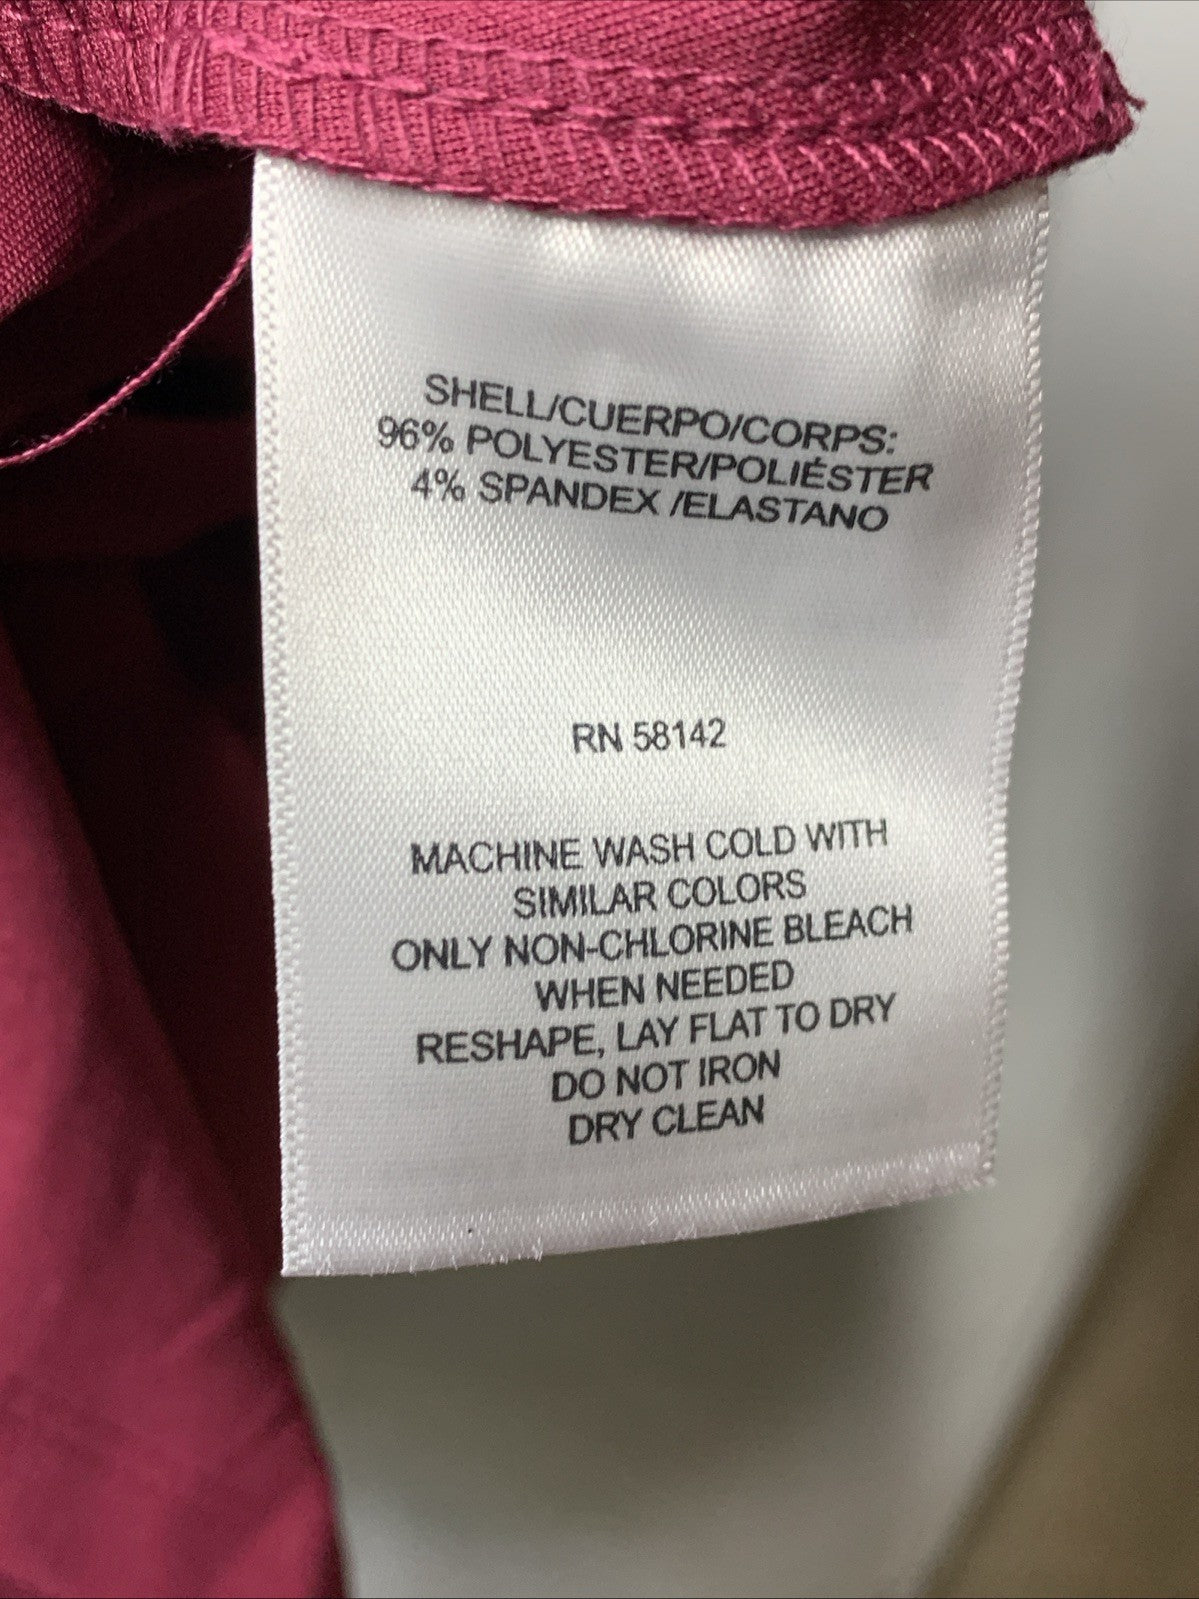 SHELL/CUERPO/CORPS:
96% POLYESTER/POLIÉSTER
4% SPANDEX /ELASTANO
RN 58142
MACHINE WASH COLD WITH
SIMILAR COLORS
ONLY NON-CHLORINE BLEACH
WHEN NEEDED
RESHAPE, LAY FLAT TO DRY
DO NOT IRON
DRY CLEAN